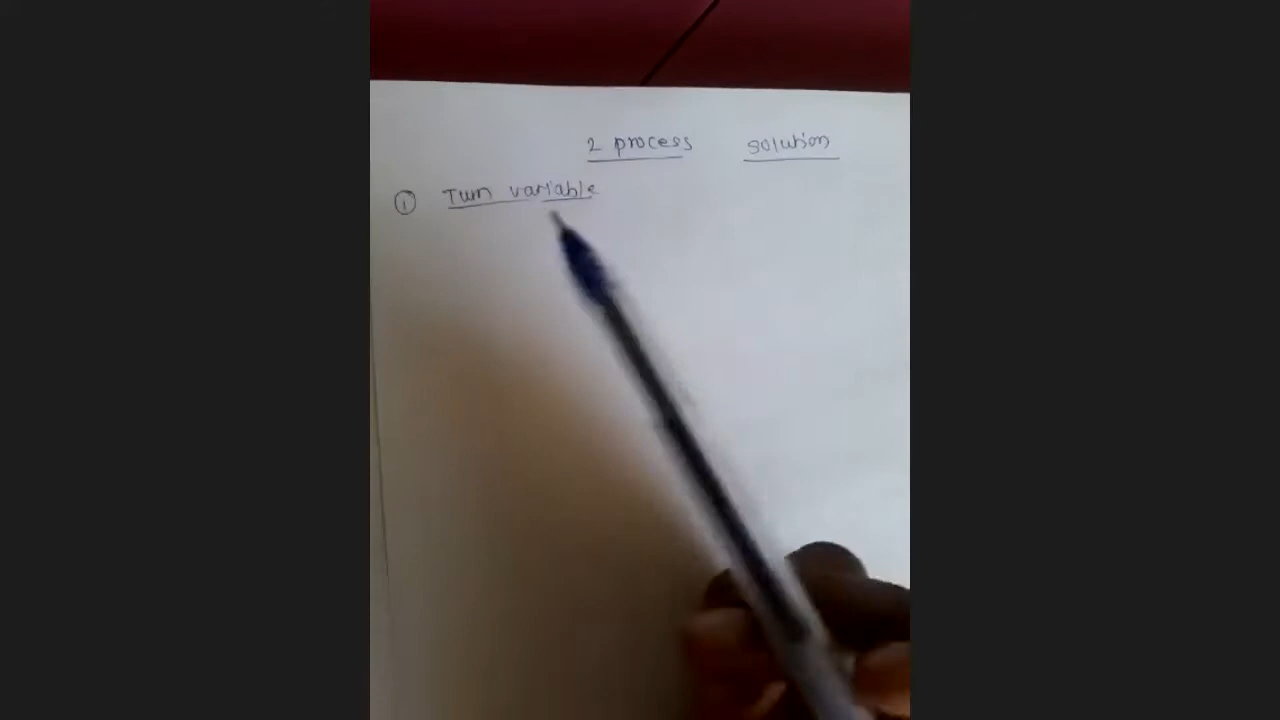 2 process solution
① Turn variable